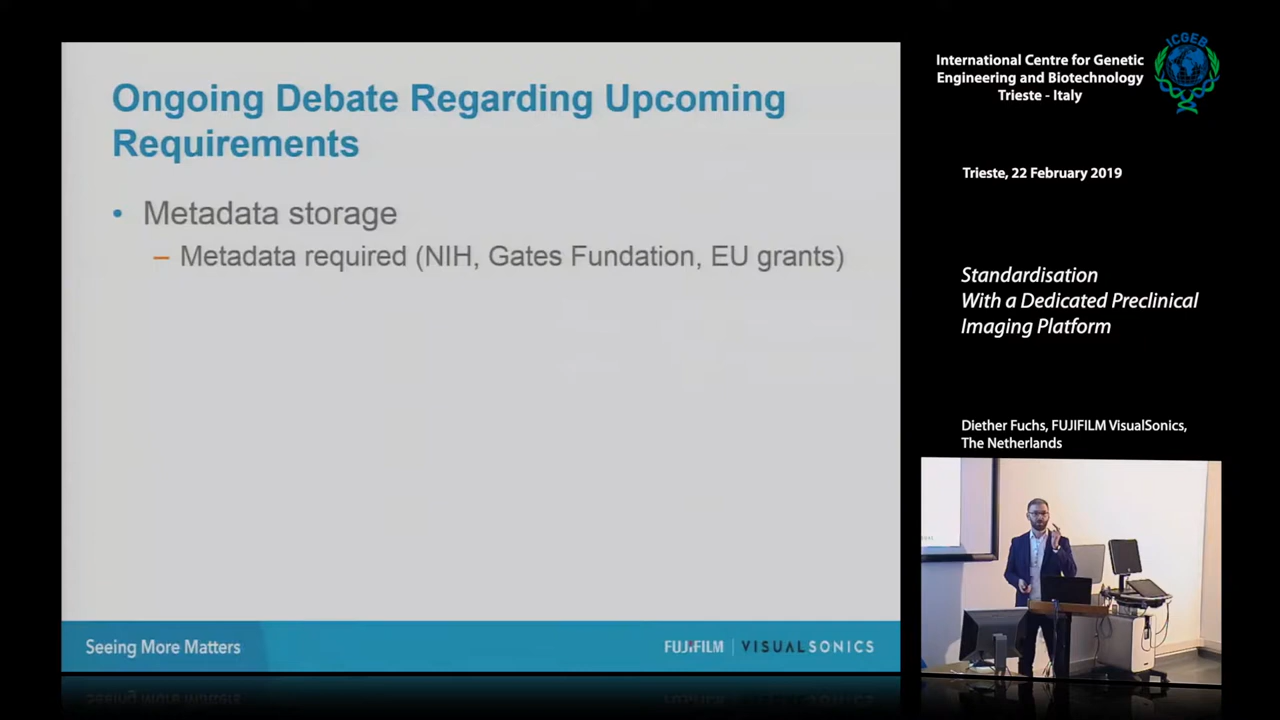 Ongoing Debate Regarding Upcoming
Requirements
• Metadata storage
– Metadata required (NIH, Gates Fundation, EU grants)
Seeing More Matters
FUJIFILM | VISUALSONICS
ICGEB
International Centre for Genetic
Engineering and Biotechnology
Trieste - Italy
Trieste, 22 February 2019
Standardisation
With a Dedicated Preclinical
Imaging Platform
Diether Fuchs, FUJIFILM VisualSonics,
The Netherlands